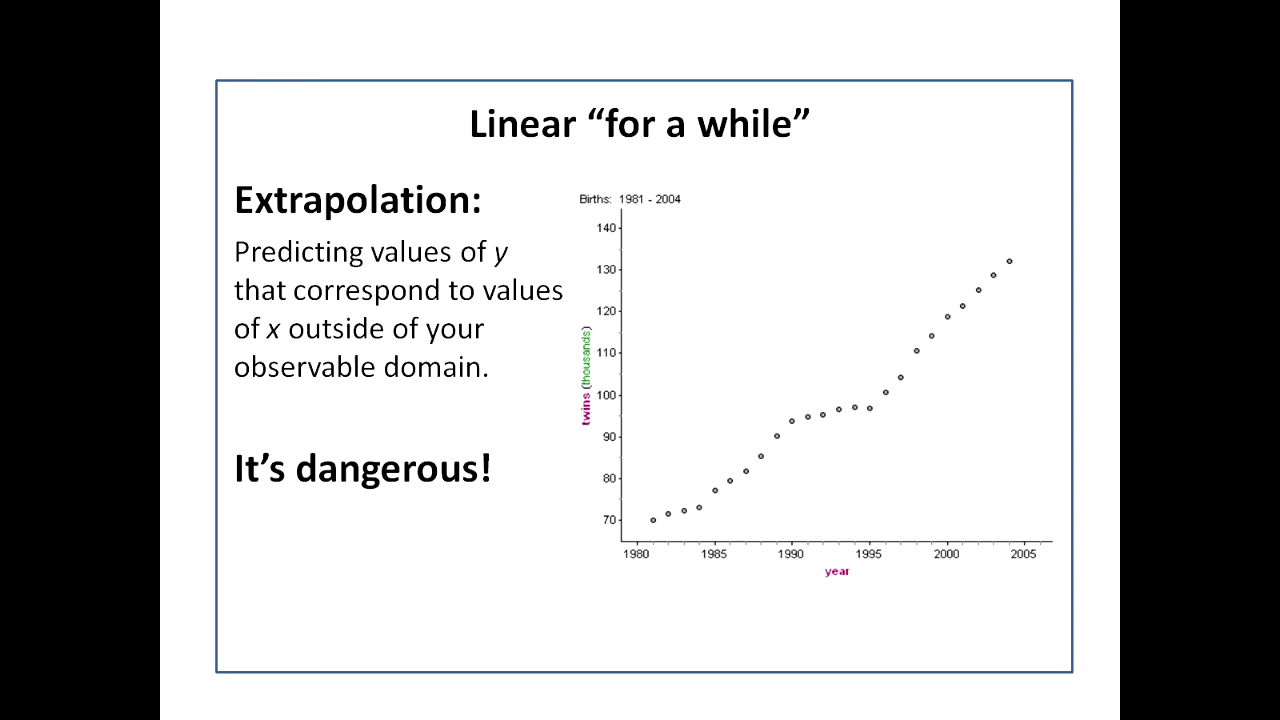 Linear “for a while”
Extrapolation:
Predicting values of y
that correspond to values
of x outside of your
observable domain.
It’s dangerous!
Births: 1981 - 2004
140
130
120
110
100
90
80
70
twins (thousands)
1980 1985 1990 1995 2000 2005
year